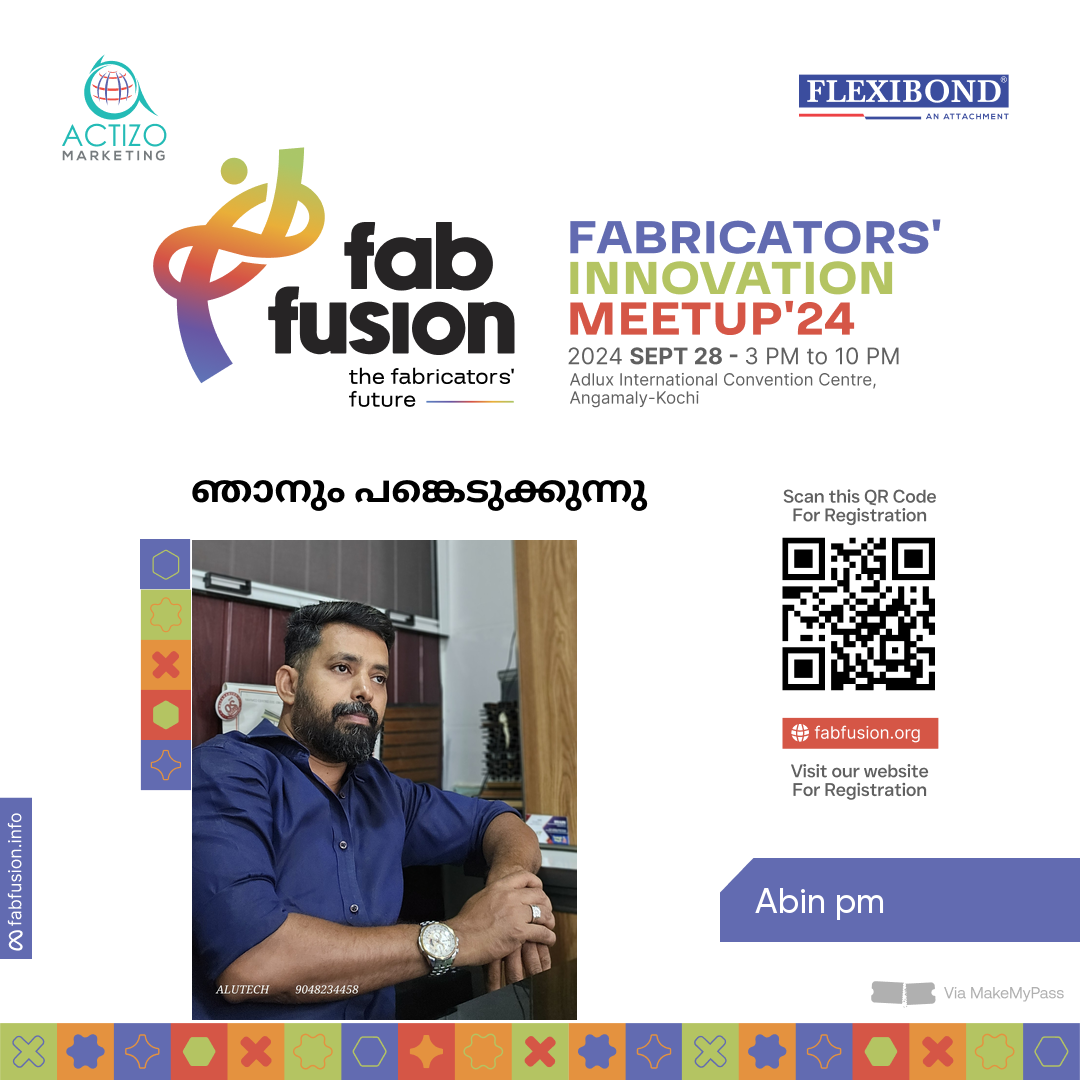 ACTIZO
MARKETING
FLEXIBOND®
AN ATTACHMENT
fab
fusion
the fabricators'
future
FABRICATORS'
INNOVATION
MEETUP'24
2024 SEPT 28 - 3 PM to 10 PM
Adlux International Convention Centre,
Angamaly-Kochi
ഞാനും പങ്കെടുക്കുന്നു
Scan this QR Code
For Registration
fabfusion.org
Visit our website
For Registration
fabfusion.info
Abin pm
ALUTECH 9048234458
Via MakeMyPass